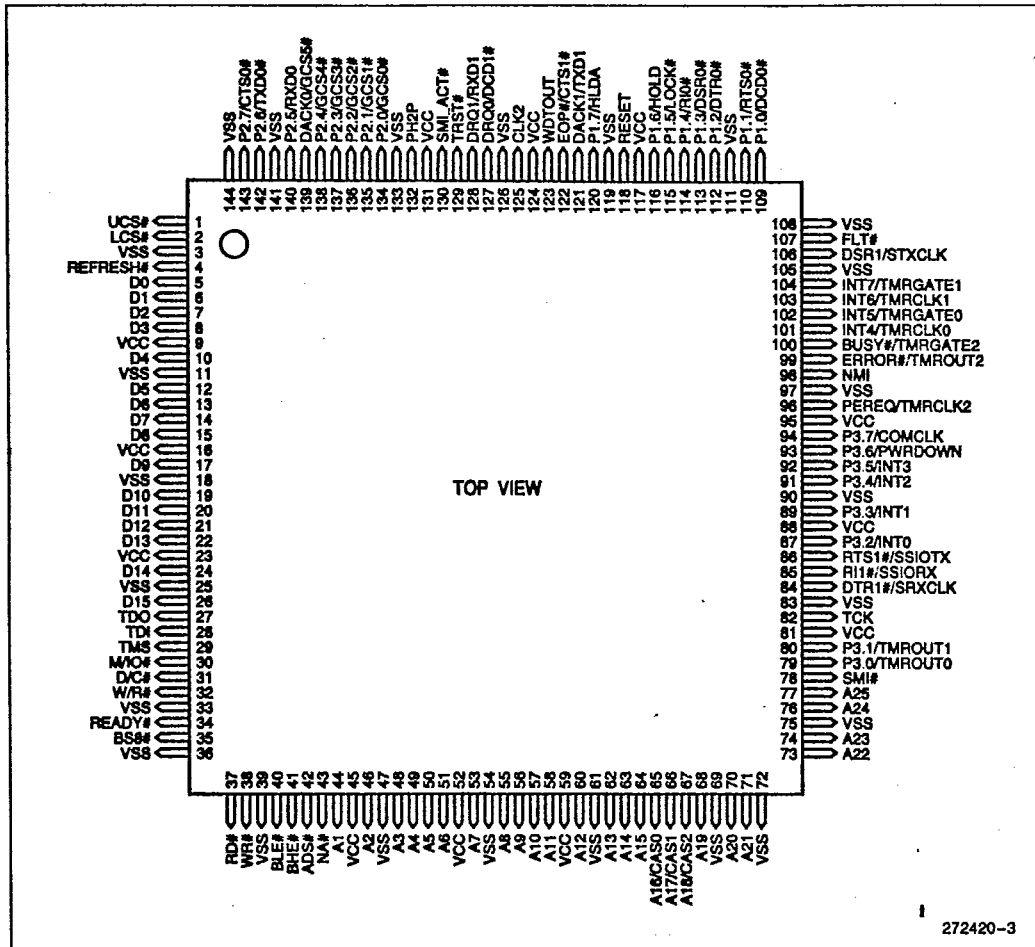 VSS 144
P2.7/CTS0# 143
P2.6/TXD0# 142
VSS 141
P2.5/RXD0 140
DACK0/GCS5# 139
P2.4/GCS4# 138
P2.3/GCS3# 137
P2.2/GCS2# 136
P2.1/GCS1# 135
P2.0/GCS0# 134
VSS 133
PH2P 132
VCC 131
SMI_ACT# 130
TRST# 129
DRQ1/RXD1 128
DRQ0/DCD1# 127
VSS 126
CLK2 125
VCC 124
WDTOUT 123
EOP#/CTS1# 122
DACK1/TXD1 121
P1.7/HLDA 120
VSS 119
RESET 118
VCC 117
P1.6/HOLD 116
P1.5/LOCK# 115
P1.4/RI0# 114
P1.3/DSR0# 113
P1.2/DTR0# 112
VSS 111
P1.1/RTS0# 110
P1.0/DCD0# 109
UCS# 1
LCS# 2
VSS 3
REFRESH# 4
D0 5
D1 6
D2 7
D3 8
VCC 9
D4 10
VSS 11
D5 12
D6 13
D7 14
D8 15
VCC 16
D9 17
VSS 18
D10 19
D11 20
D12 21
D13 22
VCC 23
D14 24
VSS 25
D15 26
TDO 27
TDI 28
TMS 29
M/IO# 30
D/C# 31
W/R# 32
VSS 33
READY# 34
BS8# 35
VSS 36
TOP VIEW
108 VSS
107 FLT#
106 DSR1/STXCLK
105 VSS
104 INT7/TMRGATE1
103 INT6/TMRCLK1
102 INT5/TMRGATE0
101 INT4/TMRCLK0
100 BUSY#/TMRGATE2
99 ERROR#/TMROUT2
98 NMI
97 VSS
96 PEREQ/TMRCLK2
95 VCC
94 P3.7/COMCLK
93 P3.6/PWRDOWN
92 P3.5/INT3
91 P3.4/INT2
90 VSS
89 P3.3/INT1
88 VCC
87 P3.2/INT0
86 RTS1#/SSIOTX
85 RI1#/SSIORX
84 DTR1#/SRXCLK
83 VSS
82 TCK
81 VCC
80 P3.1/TMROUT1
79 P3.0/TMROUT0
78 SMI#
77 A25
76 A24
75 VSS
74 A23
73 A22
37 RD#
38 WR#
39 VSS
40 BLE#
41 BHE#
42 ADS#
43 NA#
44 A1
45 VCC
46 A2
47 VSS
48 A3
49 A4
50 A5
51 A6
52 VCC
53 A7
54 VSS
55 A8
56 A9
57 A10
58 A11
59 VCC
60 A12
61 VSS
62 A13
63 A14
64 A15
65 A16/CAS0
66 A17/CAS1
67 A18/CAS2
68 A19
69 VSS
70 A20
71 A21
72 VSS
272420-3